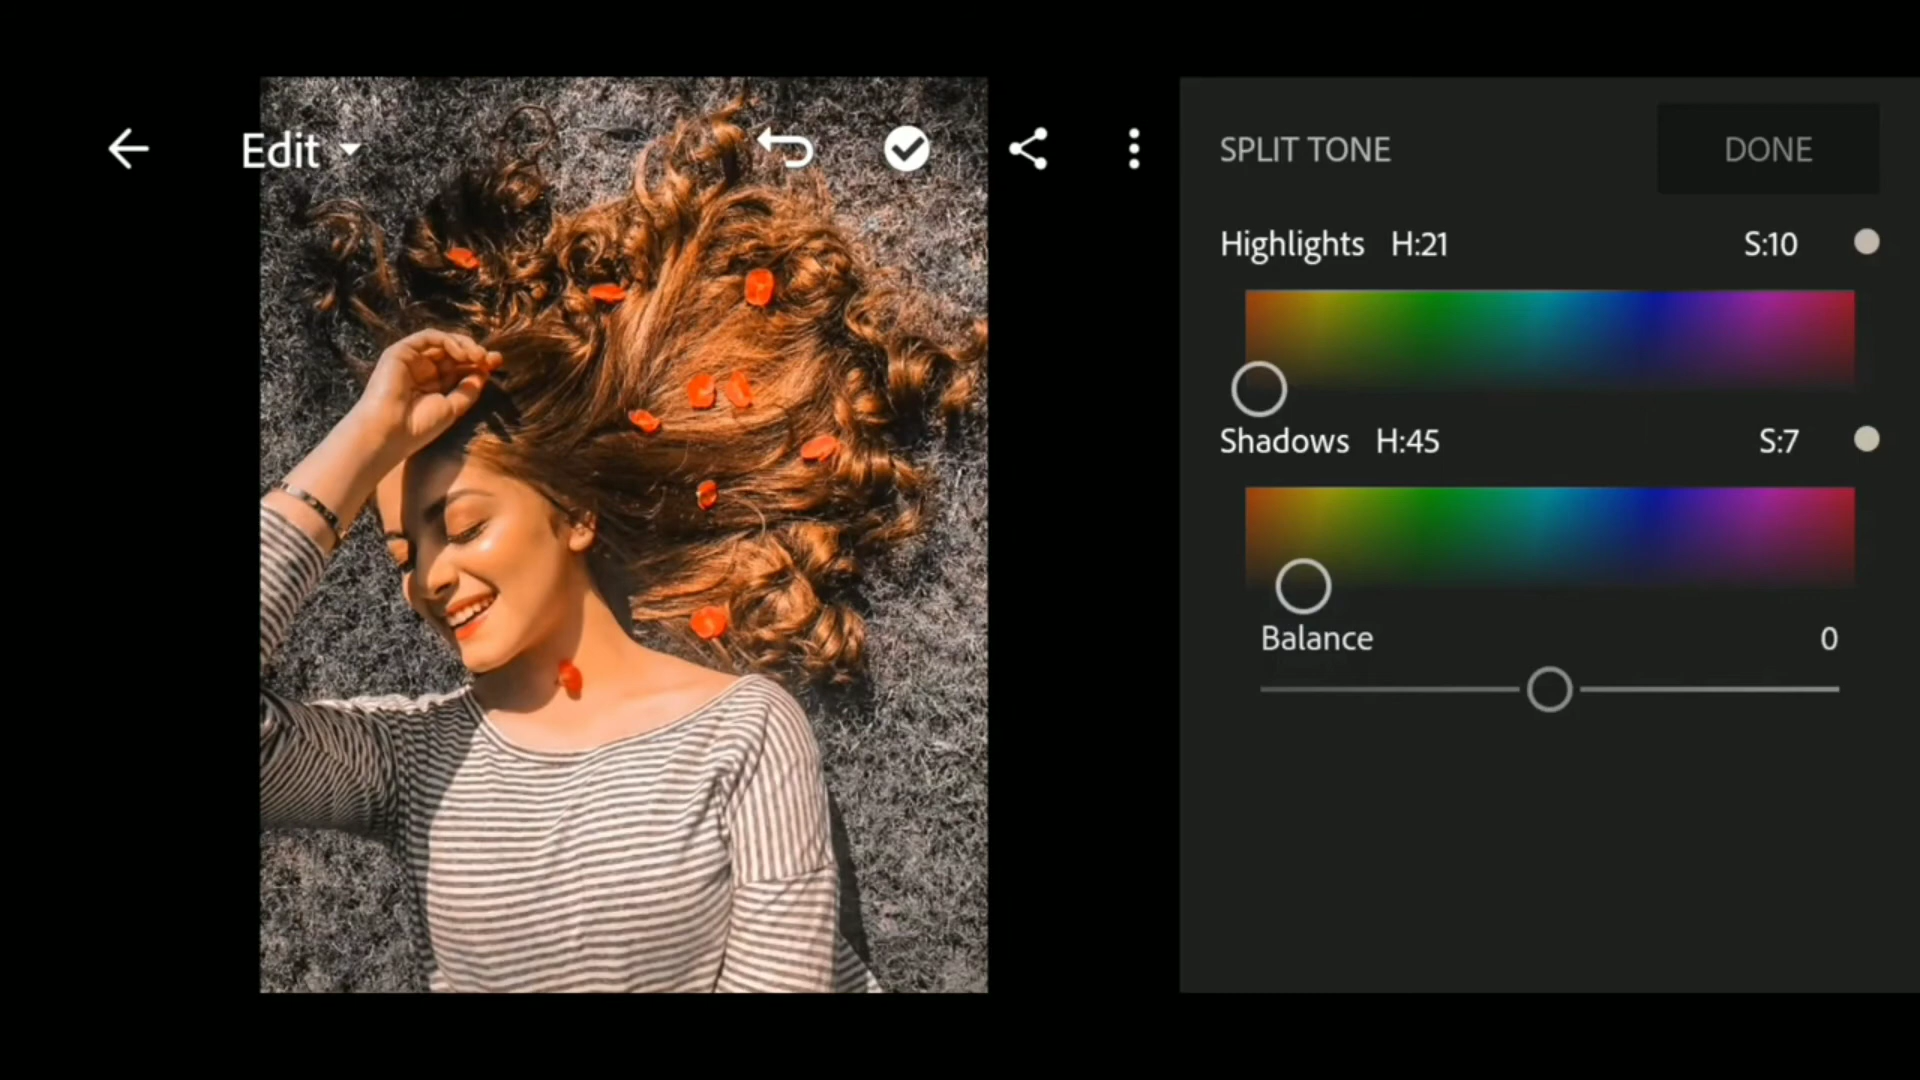 Edit
SPLIT TONE
DONE
Highlights H:21 S:10
Shadows H:45 S:7
Balance 0